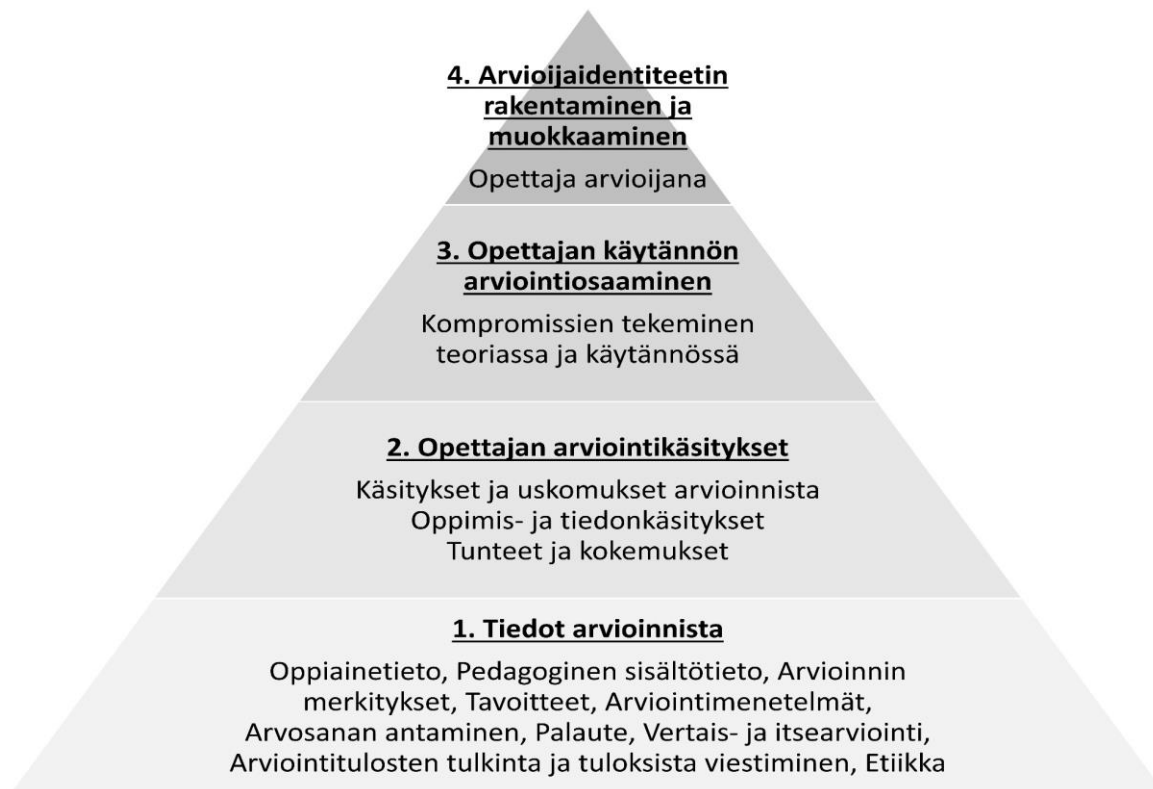 4. Arvioijaidentiteetin
rakentaminen ja
muokkaaminen
Opettaja arvioijana
3. Opettajan käytännön
arviointiosaaminen
Kompromissien tekeminen
teoriassa ja käytännössä
2. Opettajan arviointikäsitykset
Käsitykset ja uskomukset arvioinnista
Oppimis- ja tiedonkäsitykset
Tunteet ja kokemukset
1. Tiedot arvioinnista
Oppiainetieto, Pedagoginen sisältötieto, Arvioinnin
merkitykset, Tavoitteet, Arviointimenetelmät,
Arvosanan antaminen, Palaute, Vertais- ja itsearviointi,
Arviointitulosten tulkinta ja tuloksista viestiminen, Etiikka